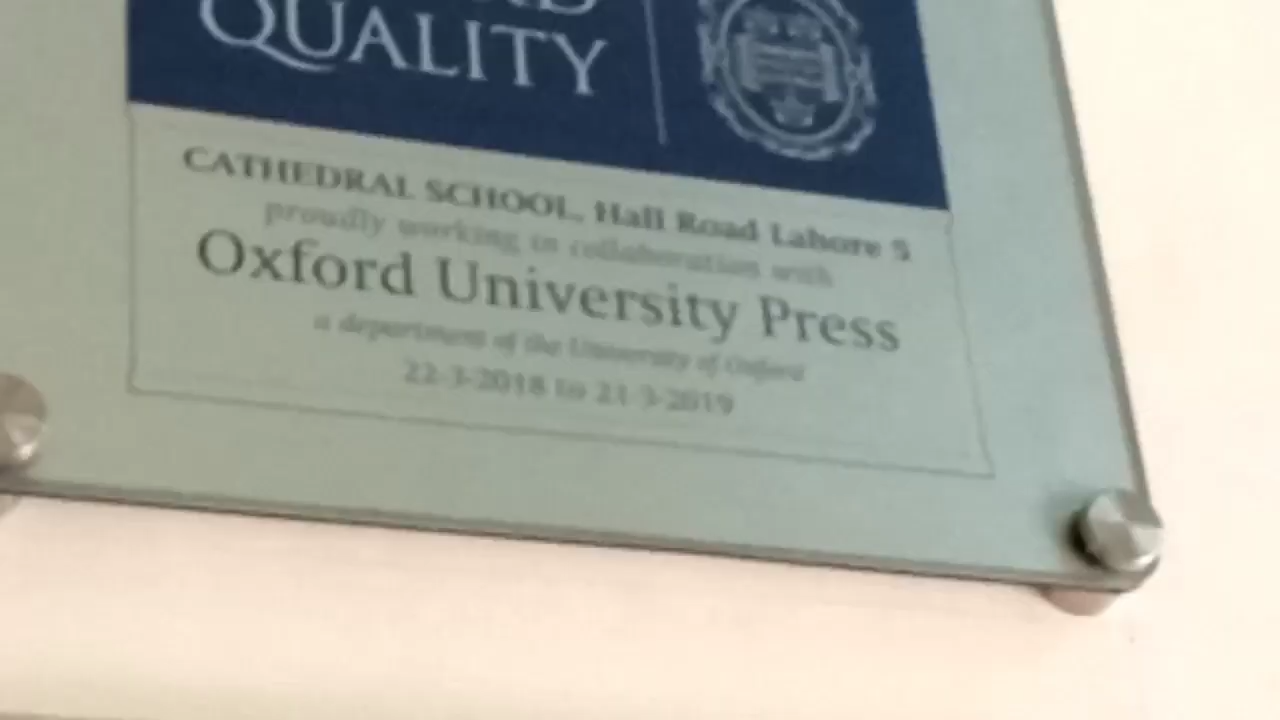 QUALITY
CATHEDRAL SCHOOL, Hall Road Lahore 5
proudly working in collaboration with
Oxford University Press
a department of the University of Oxford
22-3-2018 to 21-3-2019